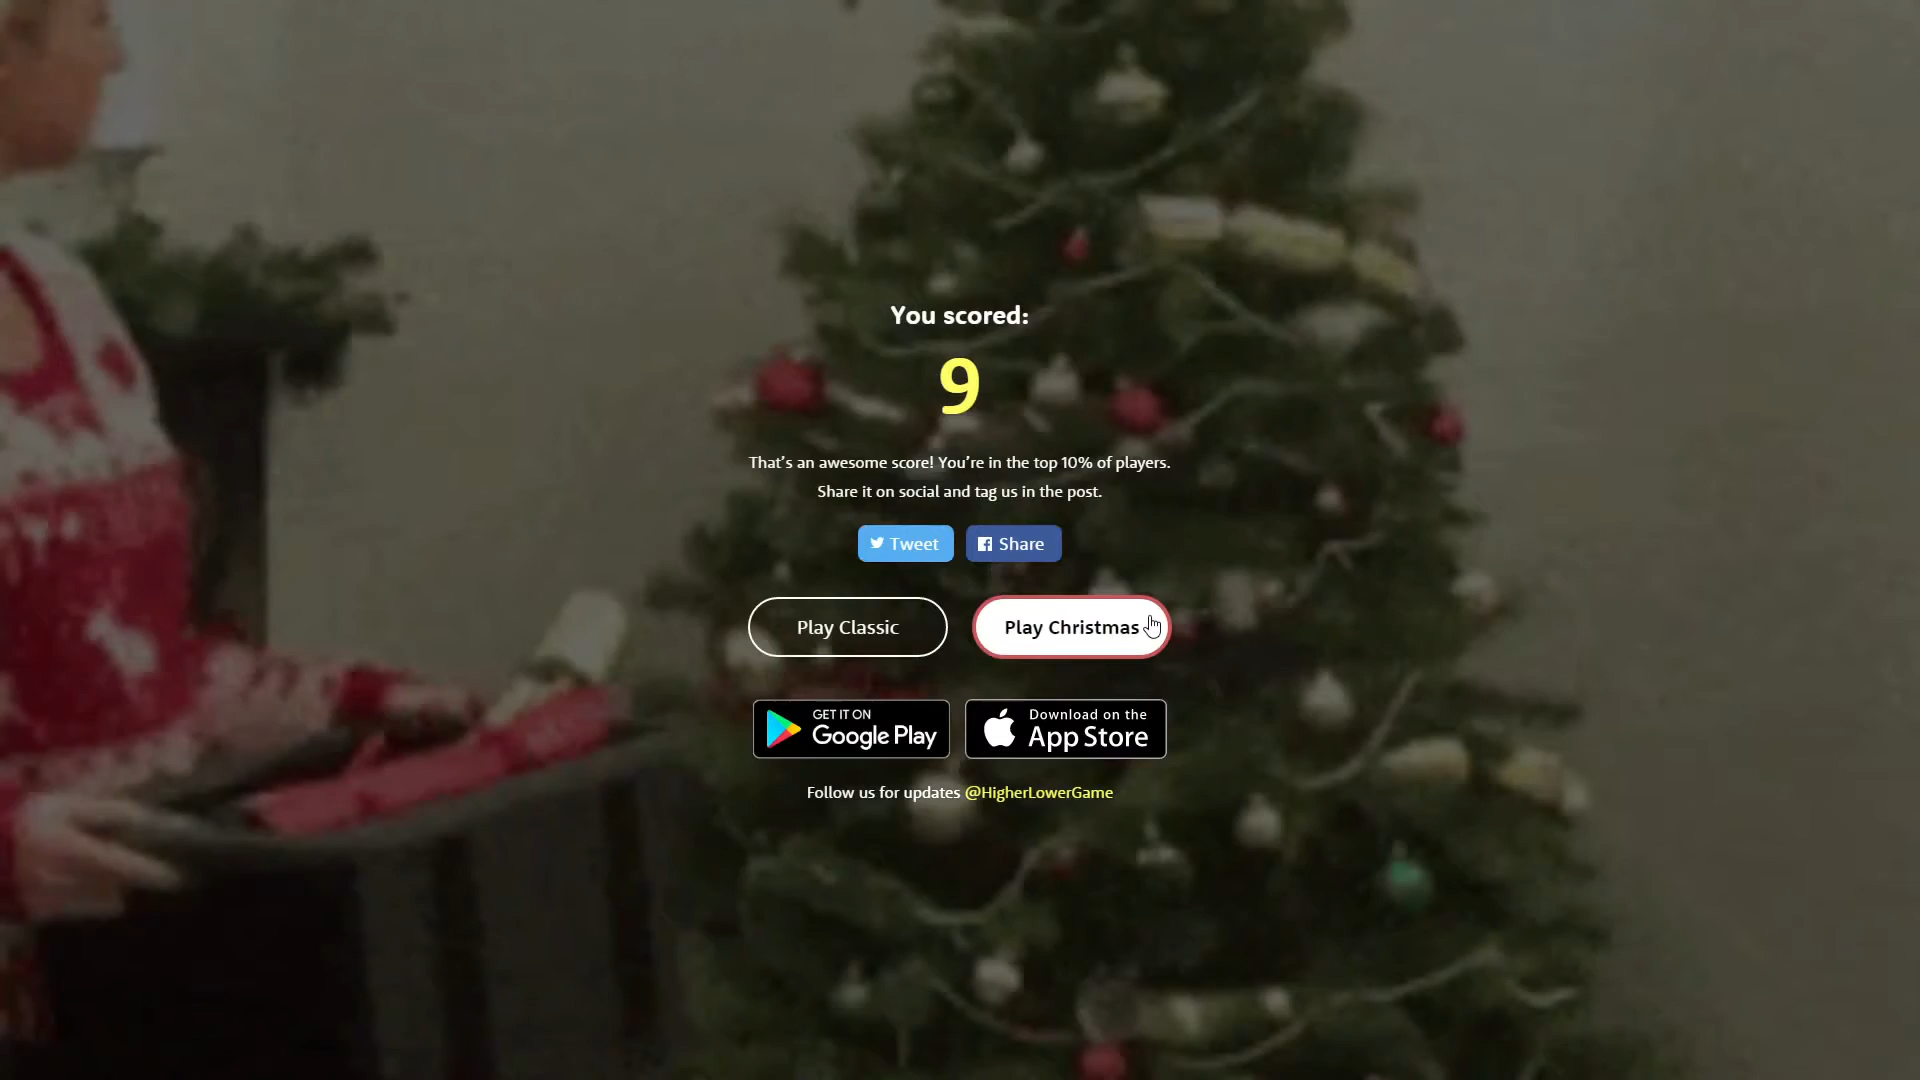 You scored:
9
That's an awesome score! You're in the top 10% of players.
Share it on social and tag us in the post.
Tweet
Share
Play Classic
Play Christmas
GET IT ON
Google Play
Download on the
App Store
Follow us for updates @HigherLowerGame